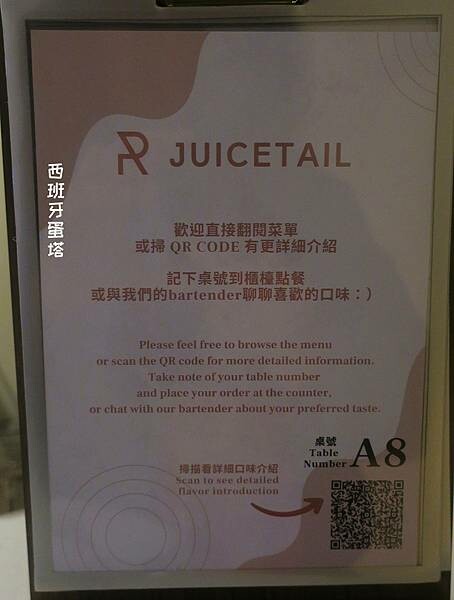 JUICETAIL
西班牙蛋塔
歡迎直接翻閱菜單
或掃 QR CODE 有更詳細介紹
記下桌號到櫃檯點餐
或與我們的bartender聊聊喜歡的口味：）
Please feel free to browse the menu
or scan the QR code for more detailed information.
Take note of your table number
and place your order at the counter,
or chat with our bartender about your preferred taste.
桌號
Table
Number A8
掃描看詳細口味介紹
Scan to see detailed
flavor introduction